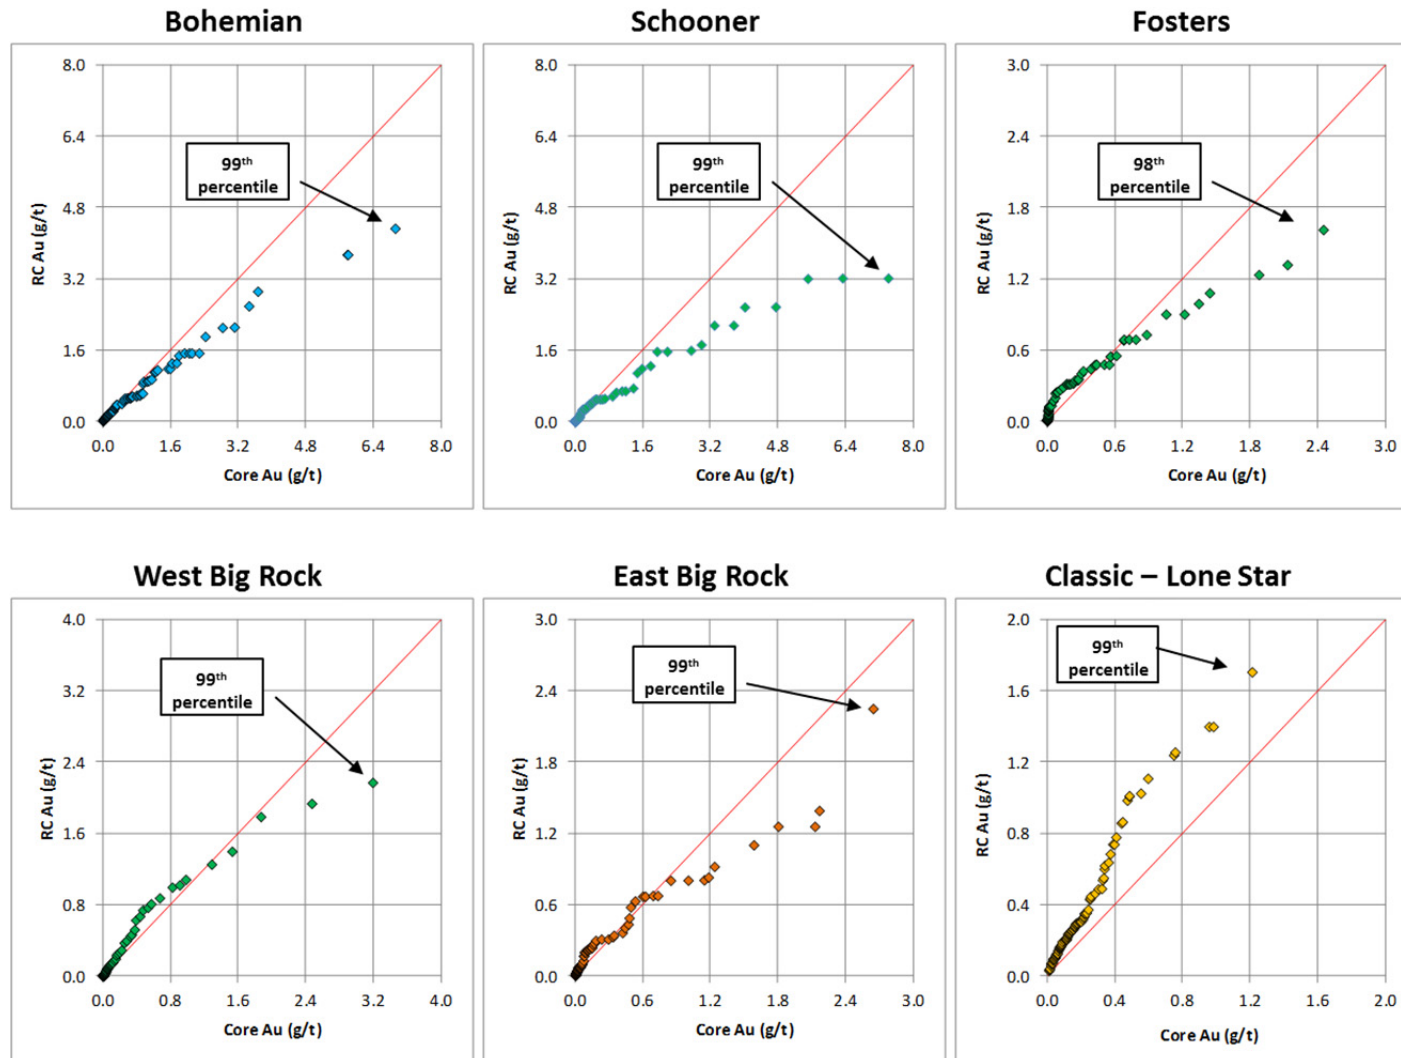 Bohemian
8.0
6.4
4.8
3.2
1.6
0.0
RC Au (g/t)
99th
percentile
0.0 1.6 3.2 4.8 6.4 8.0
Core Au (g/t)
Schooner
8.0
6.4
4.8
3.2
1.6
0.0
RC Au (g/t)
99th
percentile
0.0 1.6 3.2 4.8 6.4 8.0
Core Au (g/t)
Fosters
3.0
2.4
1.8
1.2
0.6
0.0
RC Au (g/t)
98th
percentile
0.0 0.6 1.2 1.8 2.4 3.0
Core Au (g/t)
West Big Rock
4.0
3.2
2.4
1.6
0.8
0.0
RC Au (g/t)
99th
percentile
0.0 0.8 1.6 2.4 3.2 4.0
Core Au (g/t)
East Big Rock
3.0
2.4
1.8
1.2
0.6
0.0
RC Au (g/t)
99th
percentile
0.0 0.6 1.2 1.8 2.4 3.0
Core Au (g/t)
Classic – Lone Star
2.0
1.6
1.2
0.8
0.4
0.0
RC Au (g/t)
99th
percentile
0.0 0.4 0.8 1.2 1.6 2.0
Core Au (g/t)